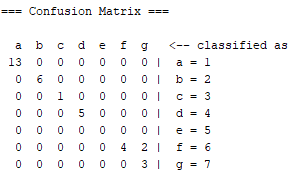 === Confusion Matrix ===
a b c d e f g <-- classified as
13 0 0 0 0 0 0 | a = 1
0 6 0 0 0 0 0 | b = 2
0 0 1 0 0 0 0 | c = 3
0 0 0 5 0 0 0 | d = 4
0 0 0 0 0 0 0 | e = 5
0 0 0 0 0 4 2 | f = 6
0 0 0 0 0 0 3 | g = 7